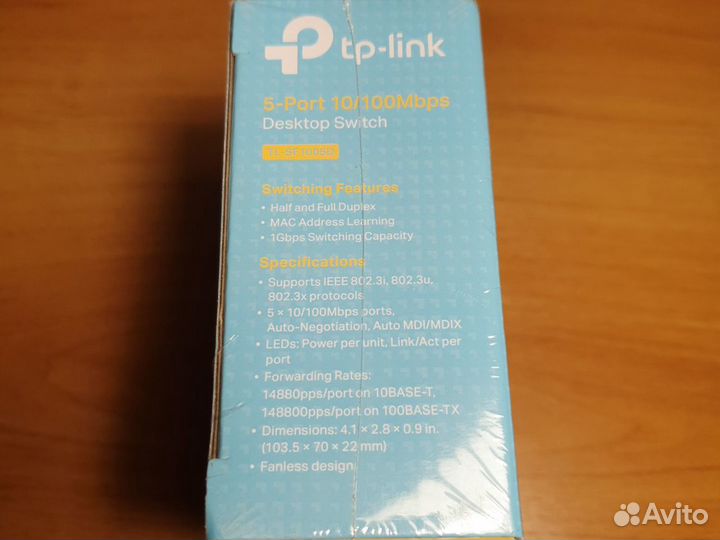 tp-link
5-Port 10/100Mbps
Desktop Switch
TL-SF1005D
Switching Features
• Half and Full Duplex
• MAC Address Learning
• 1Gbps Switching Capacity
Specifications
• Supports IEEE 802.3i, 802.3u,
802.3x protocols
• 5 × 10/100Mbps ports,
Auto-Negotiation, Auto MDI/MDIX
• LEDs: Power per unit, Link/Act per
port
• Forwarding Rates:
14880pps/port on 10BASE-T,
148800pps/port on 100BASE-TX
• Dimensions: 4.1 × 2.8 × 0.9 in.
(103.5 × 70 × 22 mm)
• Fanless design
Avito